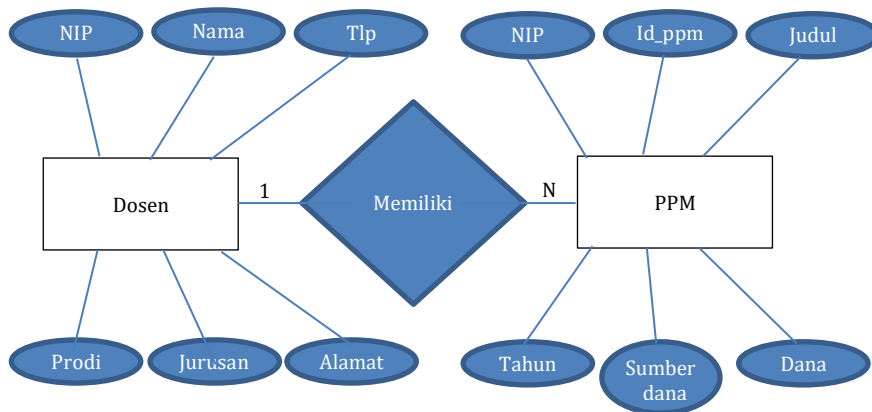 NIP
Nama
Tlp
NIP
Id_ppm
Judul
Dosen
1
Memiliki
N
PPM
Prodi
Jurusan
Alamat
Tahun
Sumber
dana
Dana